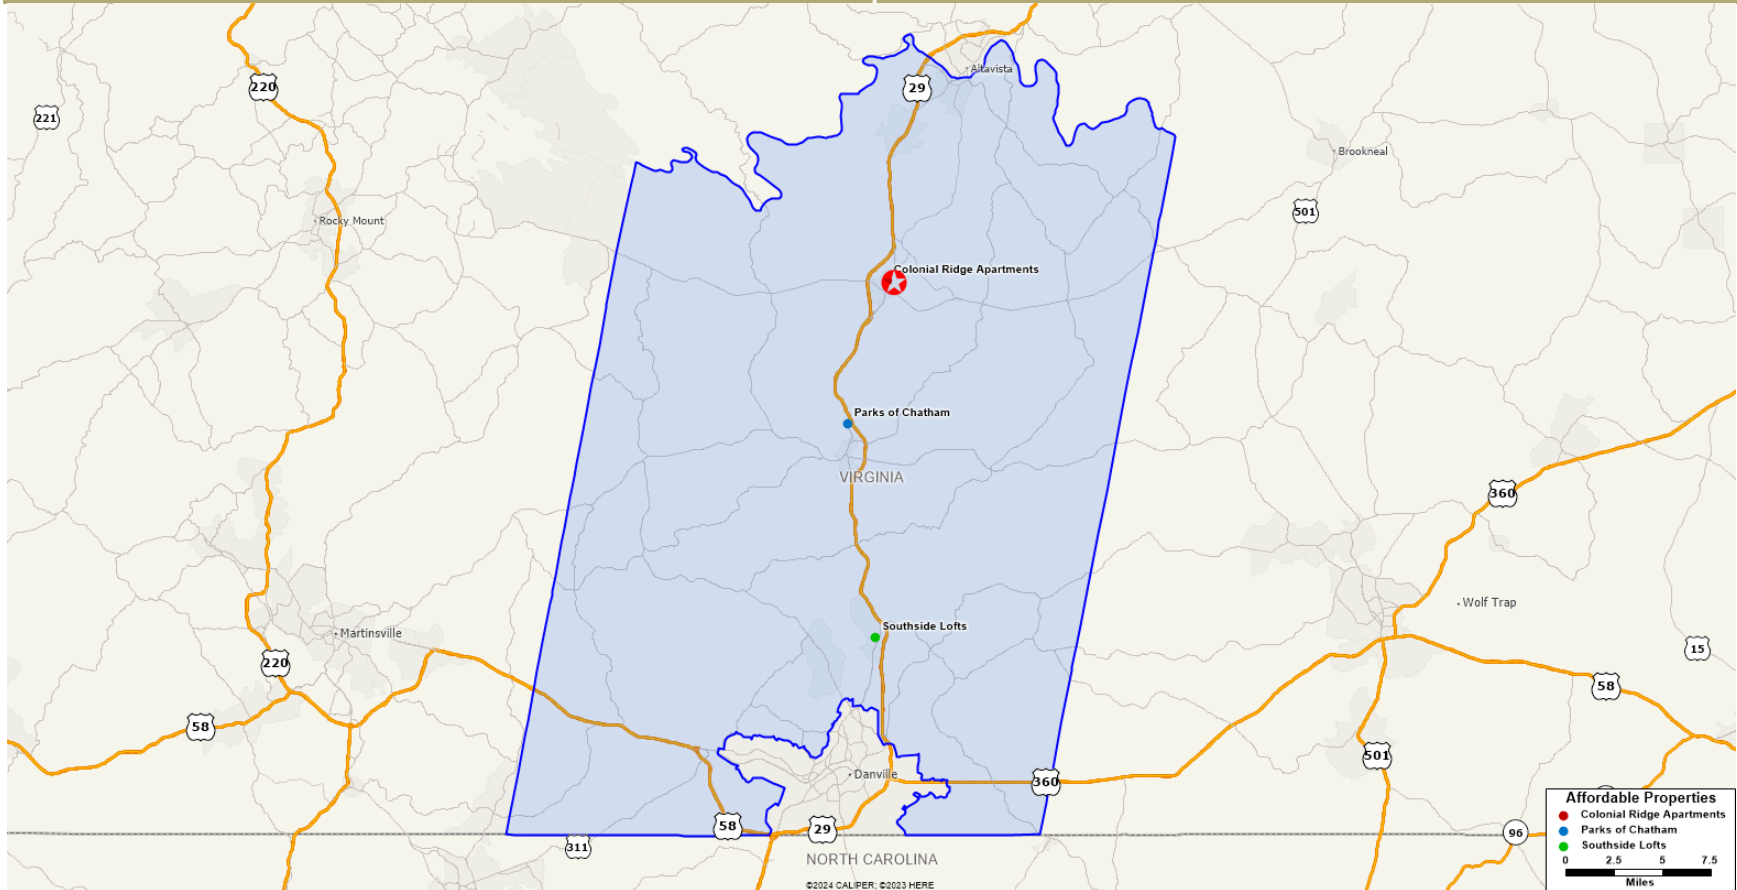 Altavista
220
29
221
Brookneal
501
Rocky Mount
Colonial Ridge Apartments
Parks of Chatham
VIRGINIA
360
Wolf Trap
Southside Lofts
Martinsville
15
220
58
58
501
Danville
360
Affordable Properties
Colonial Ridge Apartments
Parks of Chatham
Southside Lofts
0 2.5 5 7.5
Miles
58
29
96
311
NORTH CAROLINA
©2024 CALIPER; ©2023 HERE